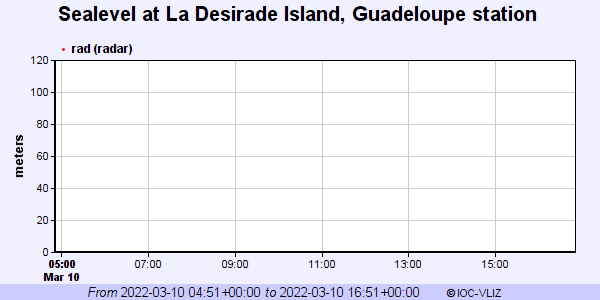 Sealevel at La Desirade Island, Guadeloupe station
rad (radar)
meters
120
100
80
60
40
20
0
05:00 07:00 09:00 11:00 13:00 15:00
Mar 10
From 2022-03-10 04:51+00:00 to 2022-03-10 16:51+00:00 © IOC-VLIZ